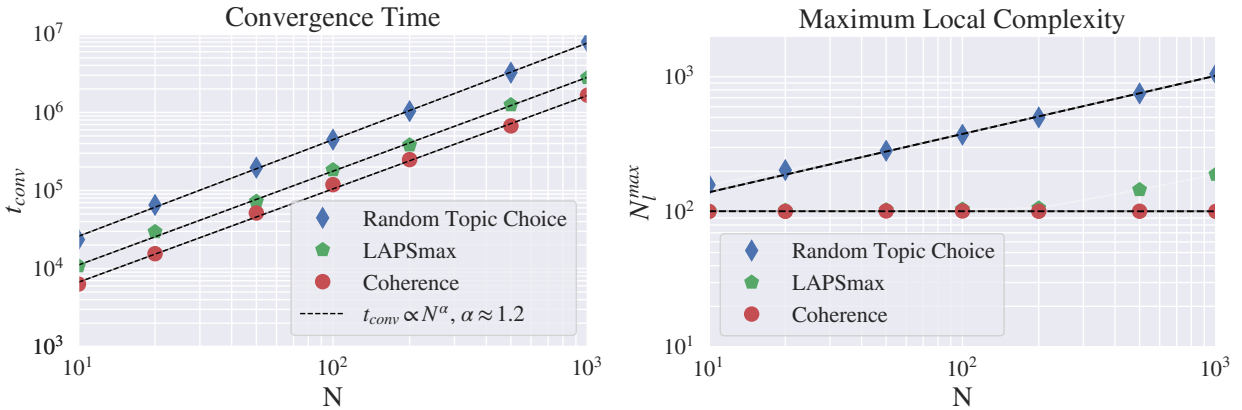 Convergence Time
10^7
10^6
10^5
10^4
10^3
t_conv
Random Topic Choice
LAPSmax
Coherence
t_conv ∝ N^α, α ≈ 1.2
10^1
10^2
10^3
N
Maximum Local Complexity
10^3
10^2
10^1
N_l^max
Random Topic Choice
LAPSmax
Coherence
10^1
10^2
10^3
N